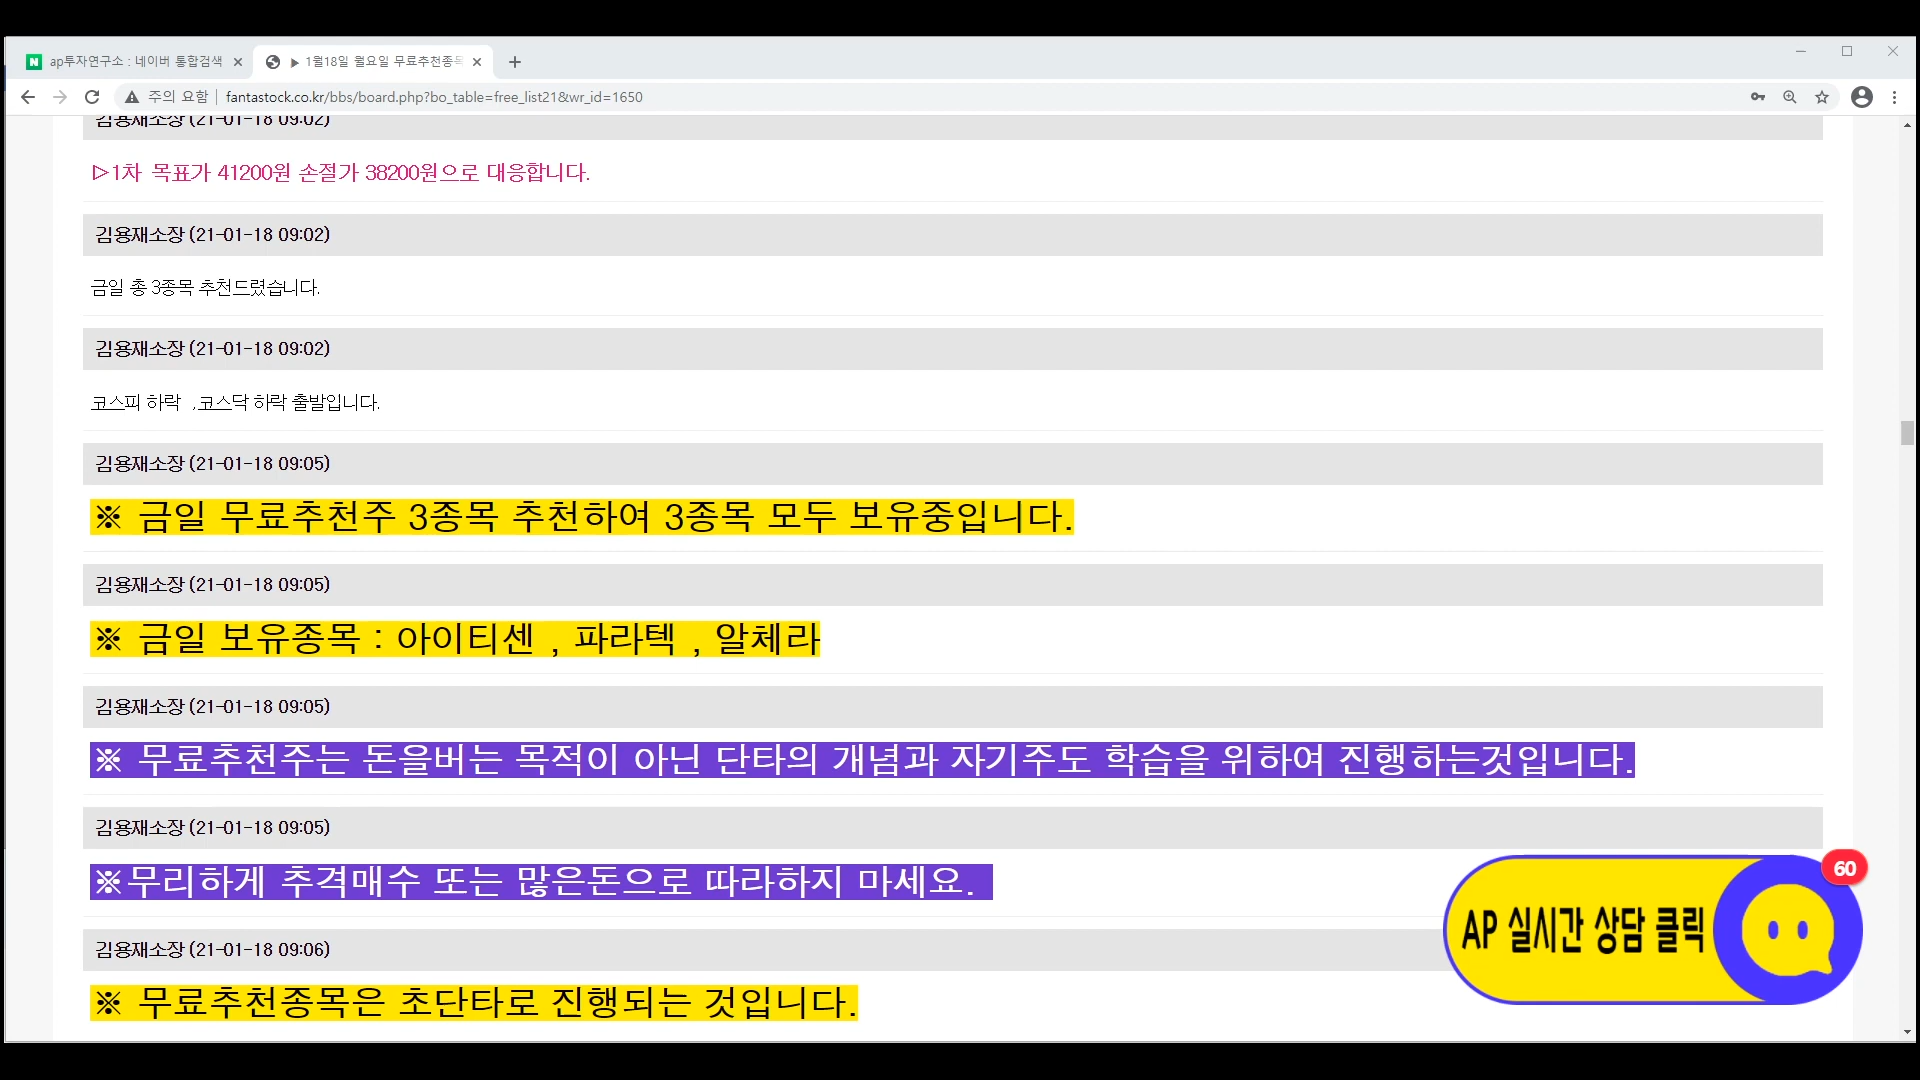 ap투자연구소 : 네이버 통합검색
▶ 1월18일 월요일 무료추천종목
주의 요함
fantastock.co.kr/bbs/board.php?bo_table=free_list21&wr_id=1650
김용재소장 (21-01-18 09:02)
▷1차 목표가 41200원 손절가 38200원으로 대응합니다.
김용재소장 (21-01-18 09:02)
금일 총 3종목 추천드렸습니다.
김용재소장 (21-01-18 09:02)
코스피 하락 ,코스닥 하락 출발입니다.
김용재소장 (21-01-18 09:05)
※ 금일 무료추천주 3종목 추천하여 3종목 모두 보유중입니다.
김용재소장 (21-01-18 09:05)
※ 금일 보유종목 : 아이티센 , 파라텍 , 알체라
김용재소장 (21-01-18 09:05)
※ 무료추천주는 돈을버는 목적이 아닌 단타의 개념과 자기주도 학습을 위하여 진행하는것입니다.
김용재소장 (21-01-18 09:05)
※무리하게 추격매수 또는 많은돈으로 따라하지 마세요.
김용재소장 (21-01-18 09:06)
※ 무료추천종목은 초단타로 진행되는 것입니다.
AP 실시간 상담 클릭
60